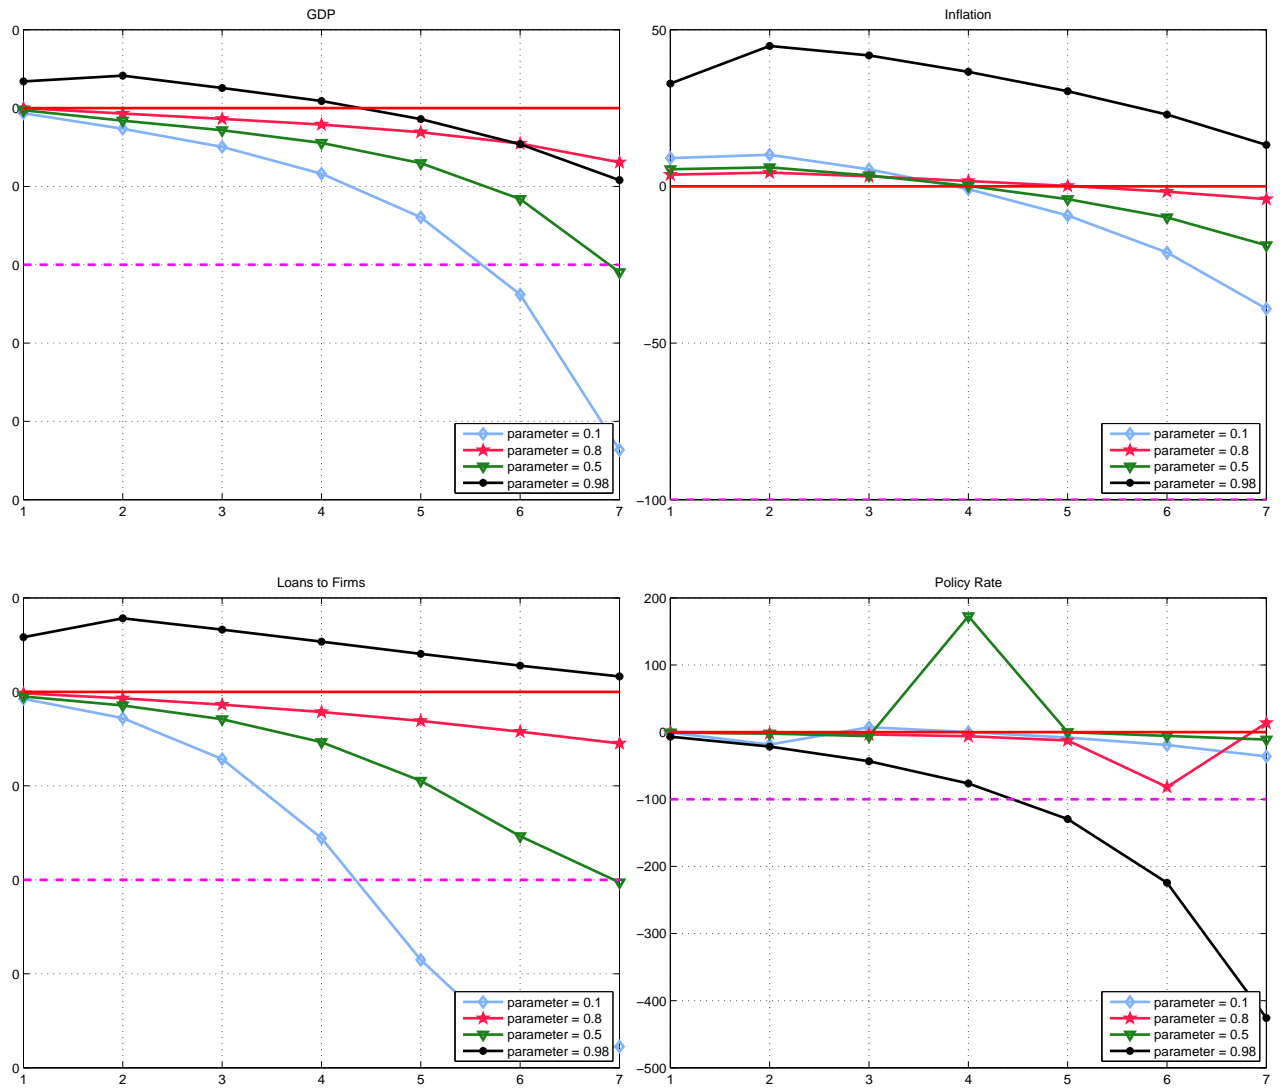 GDP
0
0
0
0
0
0
0
1 2 3 4 5 6 7
parameter = 0.1
parameter = 0.8
parameter = 0.5
parameter = 0.98
Inflation
50
0
−50
−100
1 2 3 4 5 6 7
parameter = 0.1
parameter = 0.8
parameter = 0.5
parameter = 0.98
Loans to Firms
0
0
0
0
0
0
1 2 3 4 5 6 7
parameter = 0.1
parameter = 0.8
parameter = 0.5
parameter = 0.98
Policy Rate
200
100
0
−100
−200
−300
−400
−500
1 2 3 4 5 6 7
parameter = 0.1
parameter = 0.8
parameter = 0.5
parameter = 0.98